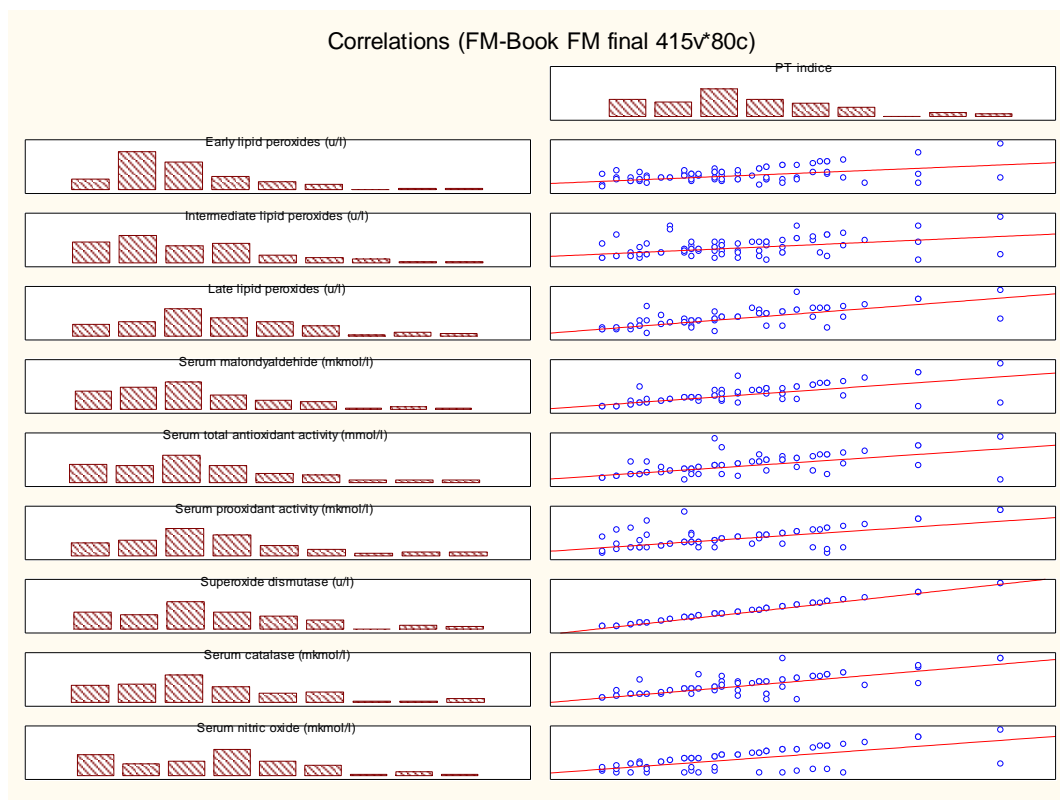 Correlations (FM-Book FM final 415v*80c)
PT indice
Early lipid peroxides (u/l)
Intermediate lipid peroxides (u/l)
Late lipid peroxides (u/l)
Serum malondyaldehide (mkmol/l)
Serum total antioxidant activity (mmol/l)
Serum prooxidant activity (mkmol/l)
Superoxide dismutase (u/l)
Serum catalase (mkmol/l)
Serum nitric oxide (mkmol/l)